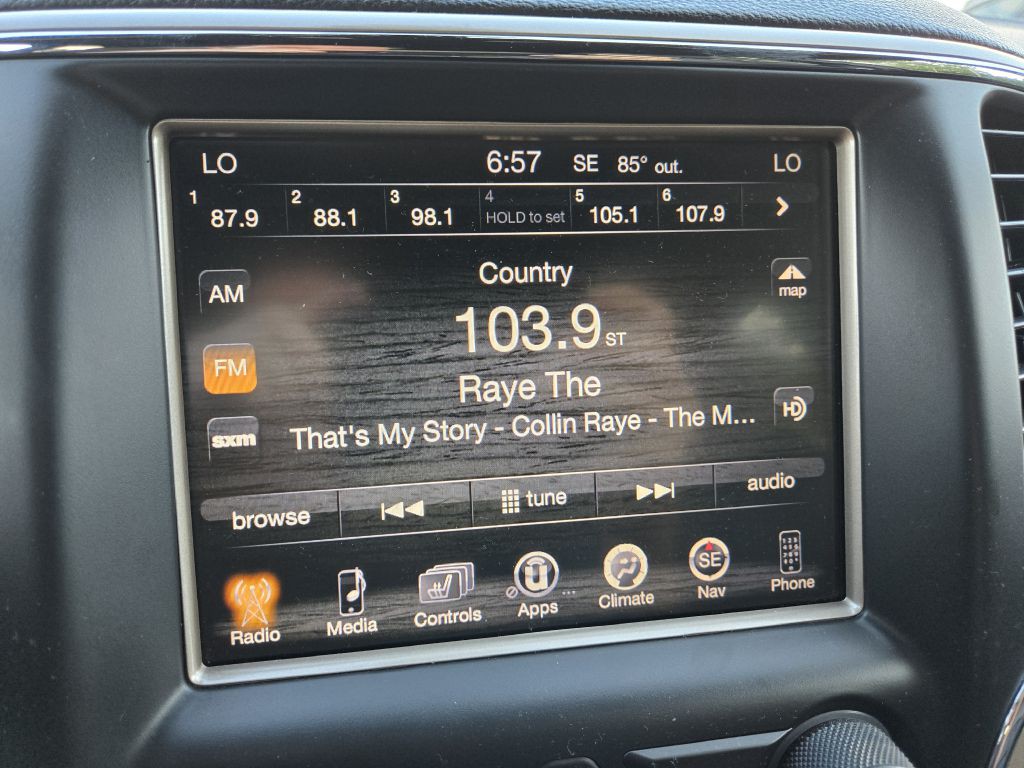 LO 6:57 SE 85° out. LO
1 2 3 4 5 6
87.9 88.1 98.1 HOLD to set 105.1 107.9
Country
AM
map
103.9 ST
FM
Raye The
HD
sxm
That's My Story - Collin Raye - The M...
browse tune audio
SE
Radio Media Controls Apps Climate Nav Phone